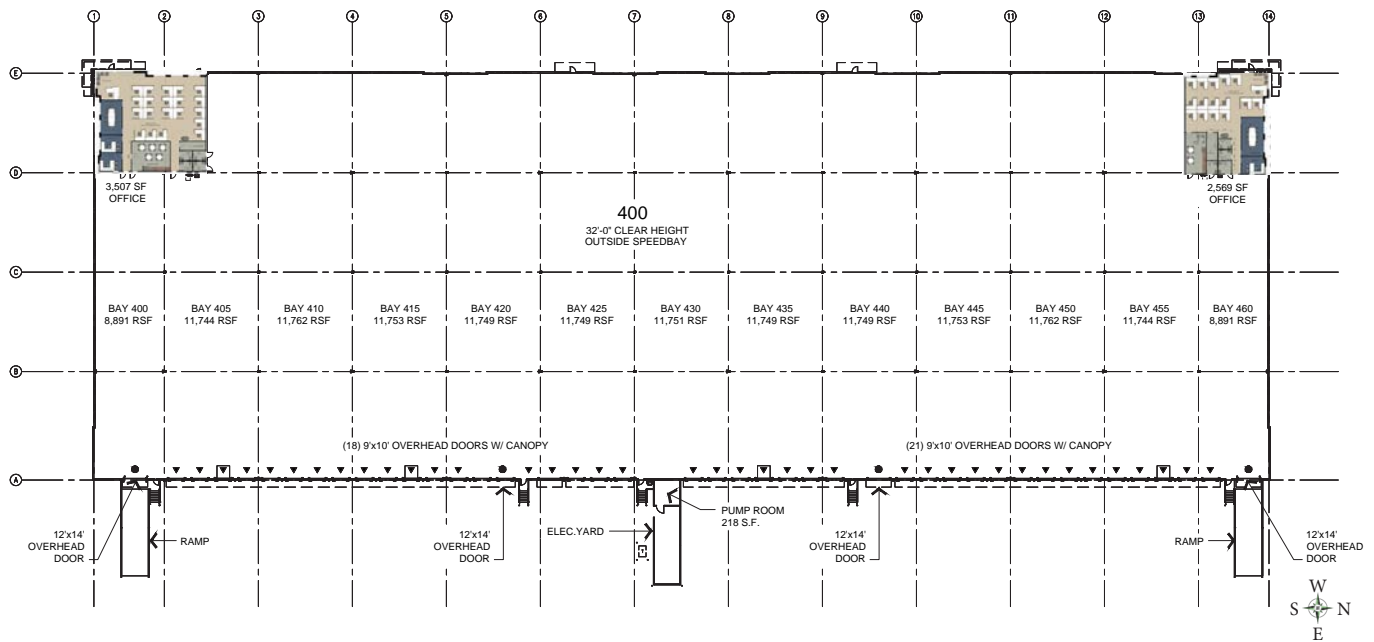 1 2 3 4 5 6 7 8 9 10 11 12 13 14
E
D
3,507 SF
OFFICE
2,569 SF
OFFICE
400
32'-0" CLEAR HEIGHT
OUTSIDE SPEEDBAY
C
BAY 400
8,891 RSF
BAY 405
11,744 RSF
BAY 410
11,762 RSF
BAY 415
11,753 RSF
BAY 420
11,749 RSF
BAY 425
11,749 RSF
BAY 430
11,751 RSF
BAY 435
11,749 RSF
BAY 440
11,749 RSF
BAY 445
11,753 RSF
BAY 450
11,762 RSF
BAY 455
11,744 RSF
BAY 460
8,891 RSF
B
(18) 9'x10' OVERHEAD DOORS W/ CANOPY
(21) 9'x10' OVERHEAD DOORS W/ CANOPY
A
12'x14'
OVERHEAD
DOOR
RAMP
12'x14'
OVERHEAD
DOOR
ELEC.YARD
PUMP ROOM
218 S.F.
12'x14'
OVERHEAD
DOOR
RAMP
12'x14'
OVERHEAD
DOOR
W
S N
E